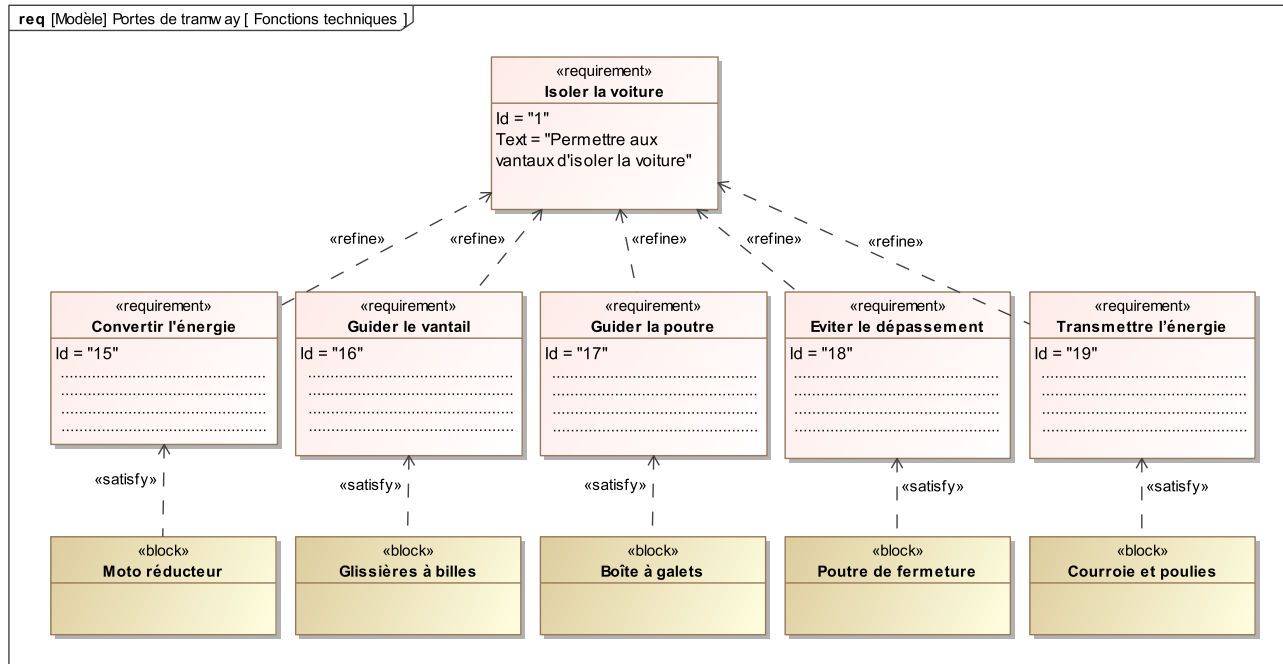 req [Modèle] Portes de tramway [ Fonctions techniques ]
«requirement»
Isoler la voiture
Id = "1"
Text = "Permettre aux
vantaux d'isoler la voiture"
«refine»
«refine»
«refine»
«refine»
«refine»
«requirement»
Convertir l'énergie
Id = "15"
«requirement»
Guider le vantail
Id = "16"
«requirement»
Guider la poutre
Id = "17"
«requirement»
Eviter le dépassement
Id = "18"
«requirement»
Transmettre l’énergie
Id = "19"
«satisfy»
«satisfy»
«satisfy»
«satisfy»
«satisfy»
«block»
Moto réducteur
«block»
Glissières à billes
«block»
Boîte à galets
«block»
Poutre de fermeture
«block»
Courroie et poulies